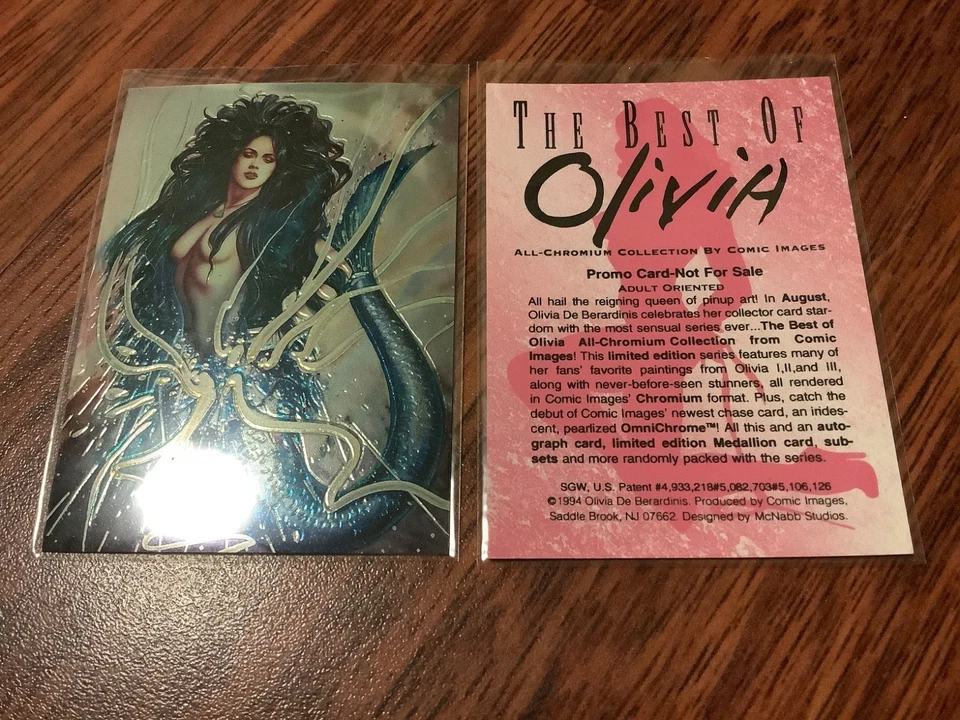 THE BEST OF
OliviA
ALL-CHROMIUM COLLECTION BY COMIC IMAGES
Promo Card-Not For Sale
ADULT ORIENTED
All hail the reigning queen of pinup art! In August,
Olivia De Berardinis celebrates her collector card star-
dom with the most sensual series ever...The Best of
Olivia All-Chromium Collection from Comic
Images! This limited edition series features many of
her fans' favorite paintings from Olivia I,II,and III,
along with never-before-seen stunners, all rendered
in Comic Images' Chromium format. Plus, catch the
debut of Comic Images' newest chase card, an irides-
cent, pearlized OmniChrome™! All this and an auto-
graph card, limited edition Medallion card, sub-
sets and more randomly packed with the series.
SGW, U.S. Patent #4,933,218#5,082,703#5,106,126
©1994 Olivia De Berardinis. Produced by Comic Images,
Saddle Brook, NJ 07662. Designed by McNabb Studios.